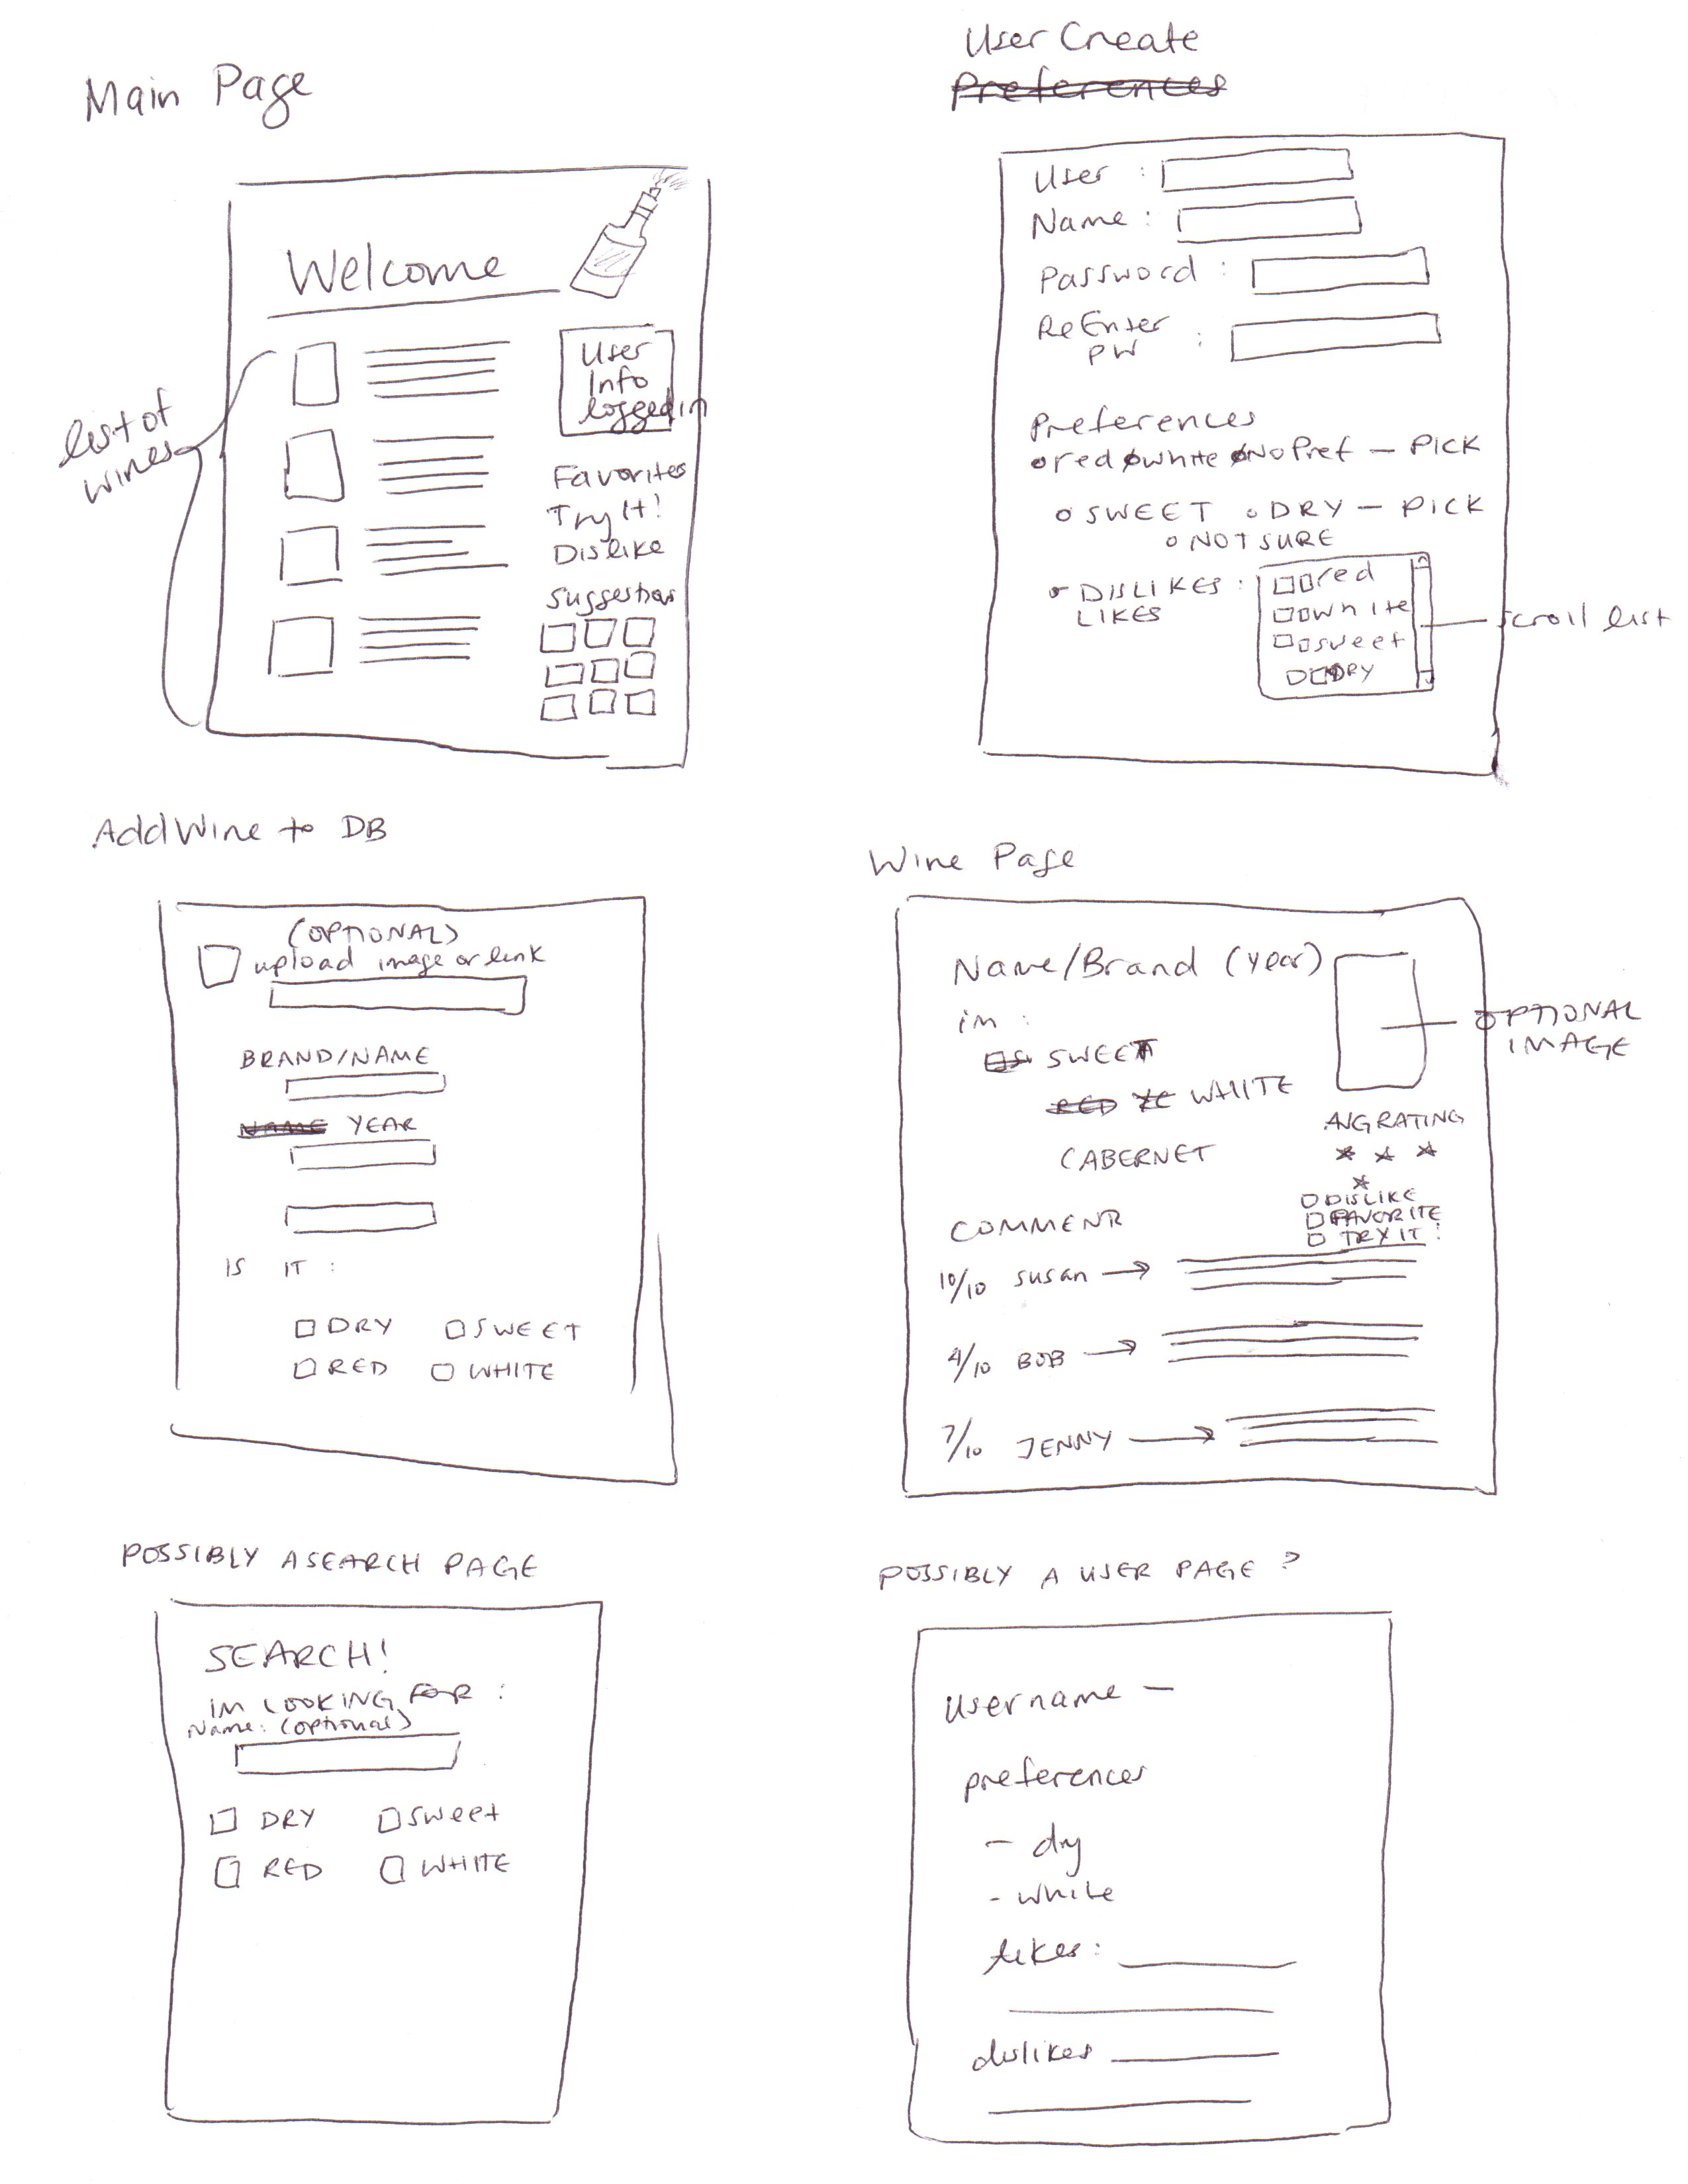 Main Page
Welcome
list of
wines
User
Info
logged in
Favorites
Try It!
Dislike
Suggestions
User Create
Preferences
User :
Name :
Password :
ReEnter
PW :
Preferences
red white No Pref – PICK
SWEET DRY – PICK
NOT SURE
DISLIKES :
LIKES
red
white
sweet
DRY
scroll list
Add Wine to DB
(OPTIONAL)
upload image or link
BRAND/NAME
NAME YEAR
IS IT :
DRY SWEET
RED WHITE
Wine Page
Name/Brand (year)
im :
SWEET
RED WHITE
CABERNET
OPTIONAL
IMAGE
AVG RATING
DISLIKE
FAVORITE
TRY IT!
COMMENR
10/10 Susan
4/10 BOB
7/10 JENNY
POSSIBLY A SEARCH PAGE
SEARCH!
IM LOOKING FOR :
Name: (optional)
DRY sweet
RED WHITE
POSSIBLY A USER PAGE ?
Username –
preferences
– dry
- white
likes :
dislikes